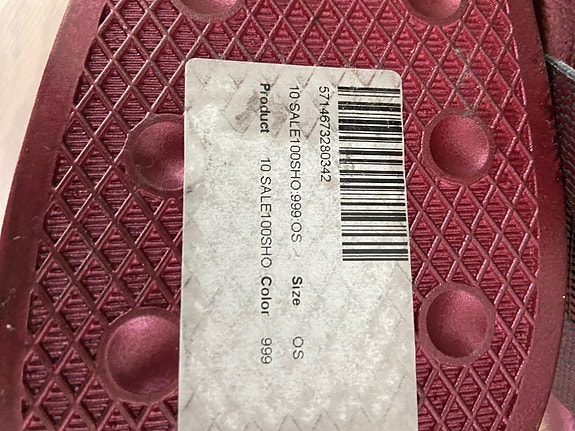 5714673280342
10 SALE100SHO:999:OS Size OS
Product 10 SALE100SHO Color 999